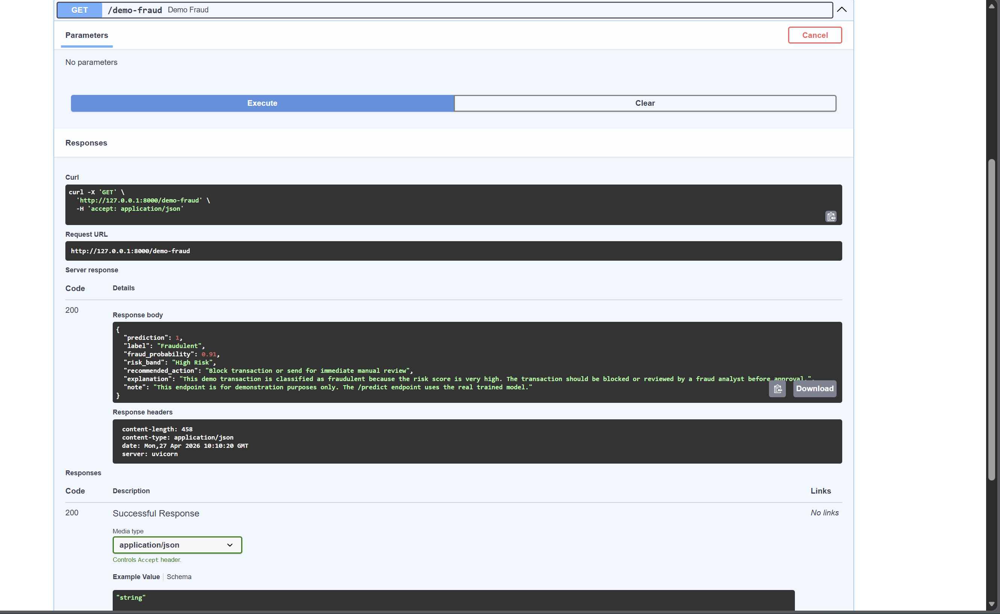 GET /demo-fraud Demo Fraud
Parameters
Cancel
No parameters
Execute
Clear
Responses
Curl
curl -X 'GET' \
  'http://127.0.0.1:8000/demo-fraud' \
  -H 'accept: application/json'
Request URL
http://127.0.0.1:8000/demo-fraud
Server response
Code Details
200
Response body
{
  "prediction": 1,
  "label": "Fraudulent",
  "fraud_probability": 0.91,
  "risk_band": "High Risk",
  "recommended_action": "Block transaction or send for immediate manual review",
  "explanation": "This demo transaction is classified as fraudulent because the risk score is very high. The transaction should be blocked or reviewed by a fraud analyst before approval.",
  "note": "This endpoint is for demonstration purposes only. The /predict endpoint uses the real trained model."
}
Download
Response headers
content-length: 458
content-type: application/json
date: Mon,27 Apr 2026 10:10:20 GMT
server: uvicorn
Responses
Code Description Links
200 Successful Response No links
Media type
application/json
Controls Accept header.
Example Value Schema
"string"